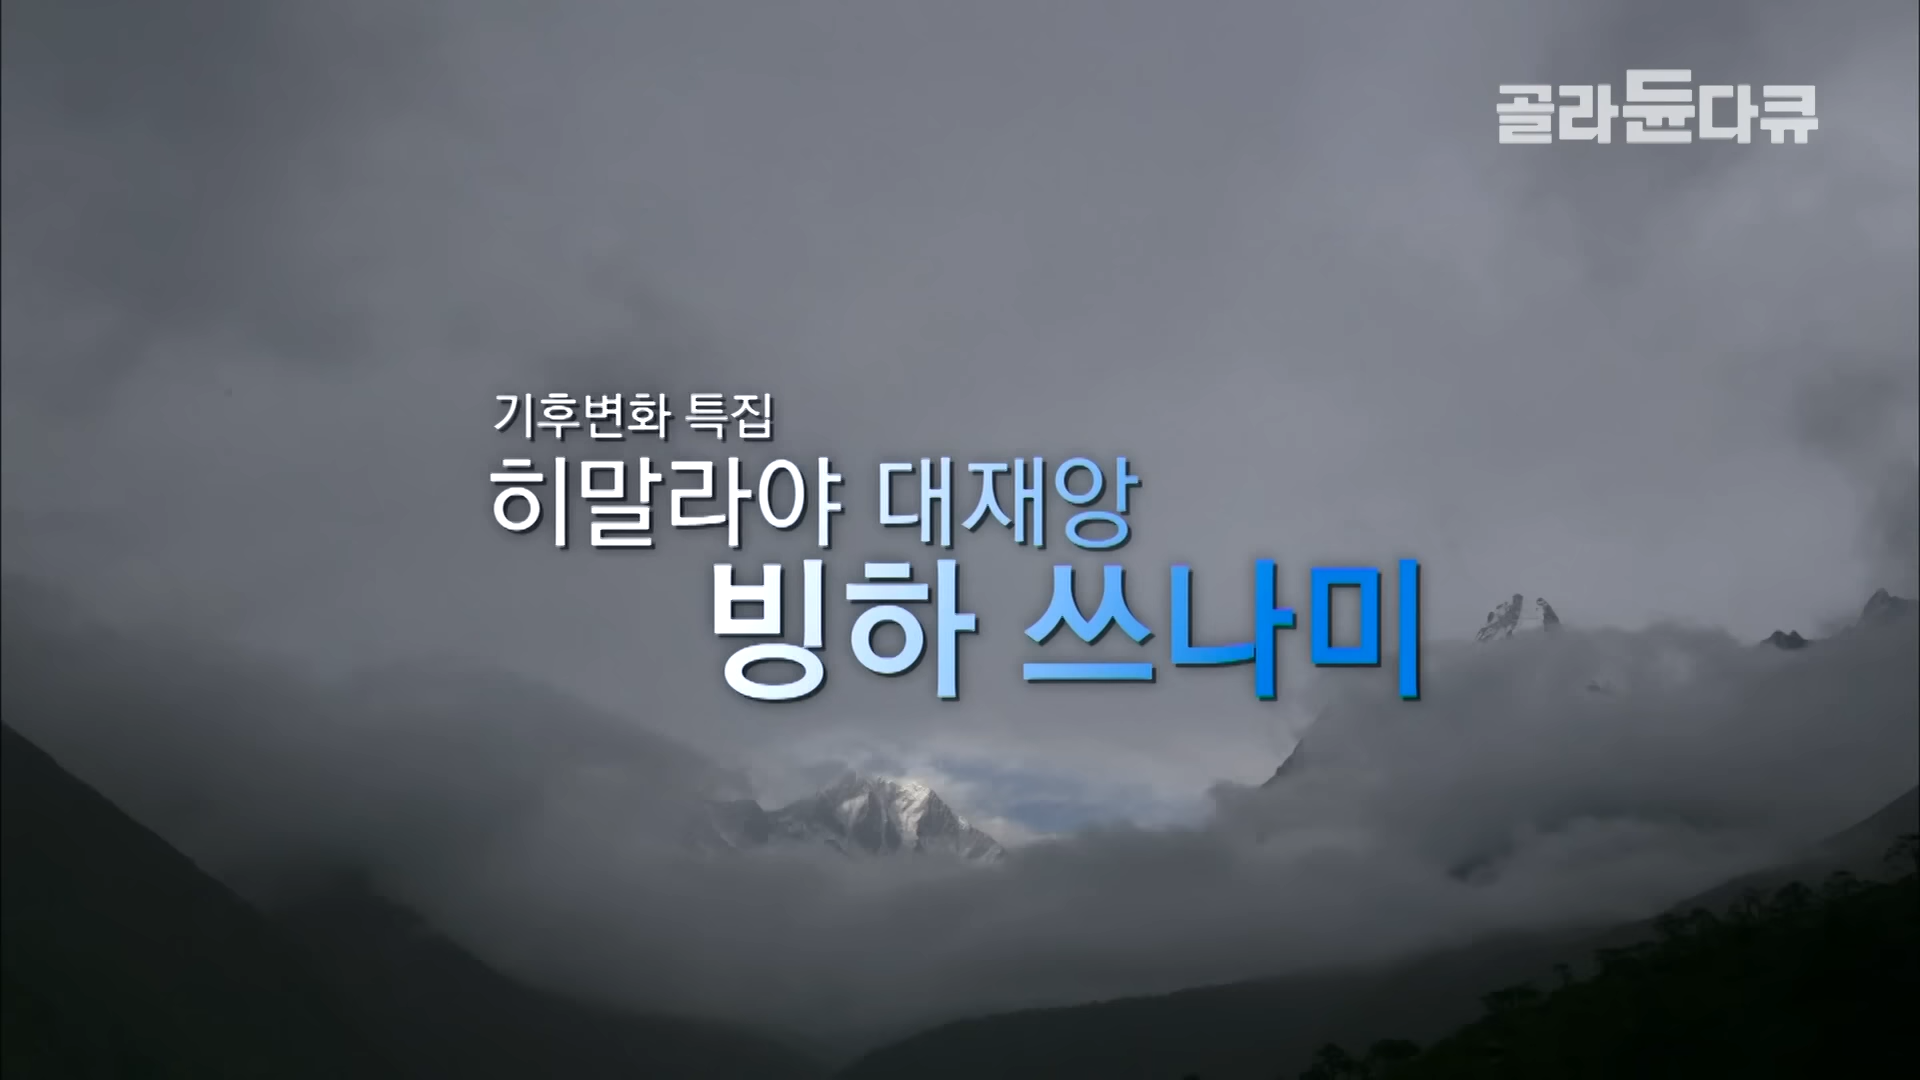 골라둔다큐
기후변화 특집
히말라야 대재앙
빙하 쓰나미